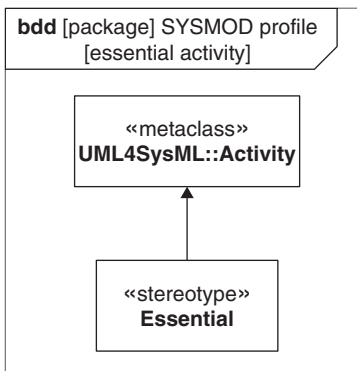 bdd [package] SYSMOD profile
[essential activity]
«metaclass»
UML4SysML::Activity
«stereotype»
Essential